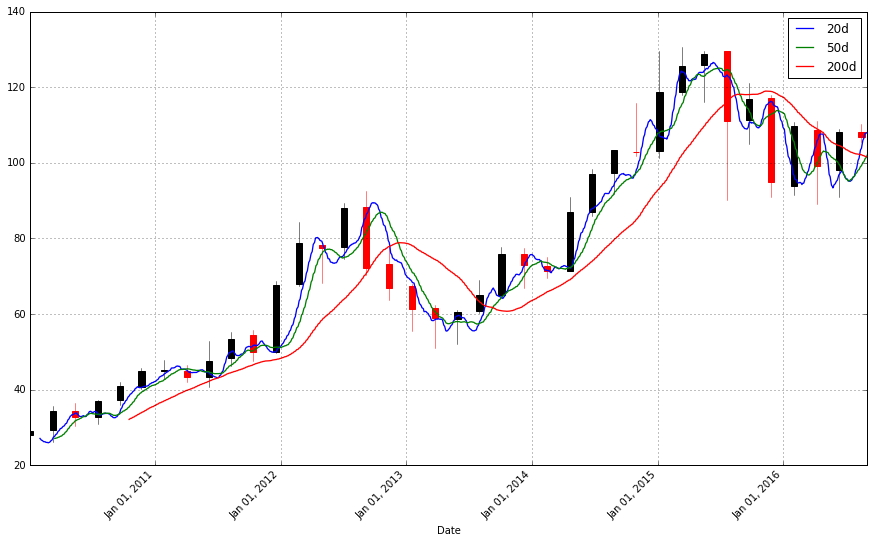 140
120
100
80
60
40
20
20d
50d
200d
Jan 01, 2011
Jan 01, 2012
Jan 01, 2013
Jan 01, 2014
Jan 01, 2015
Jan 01, 2016
Date